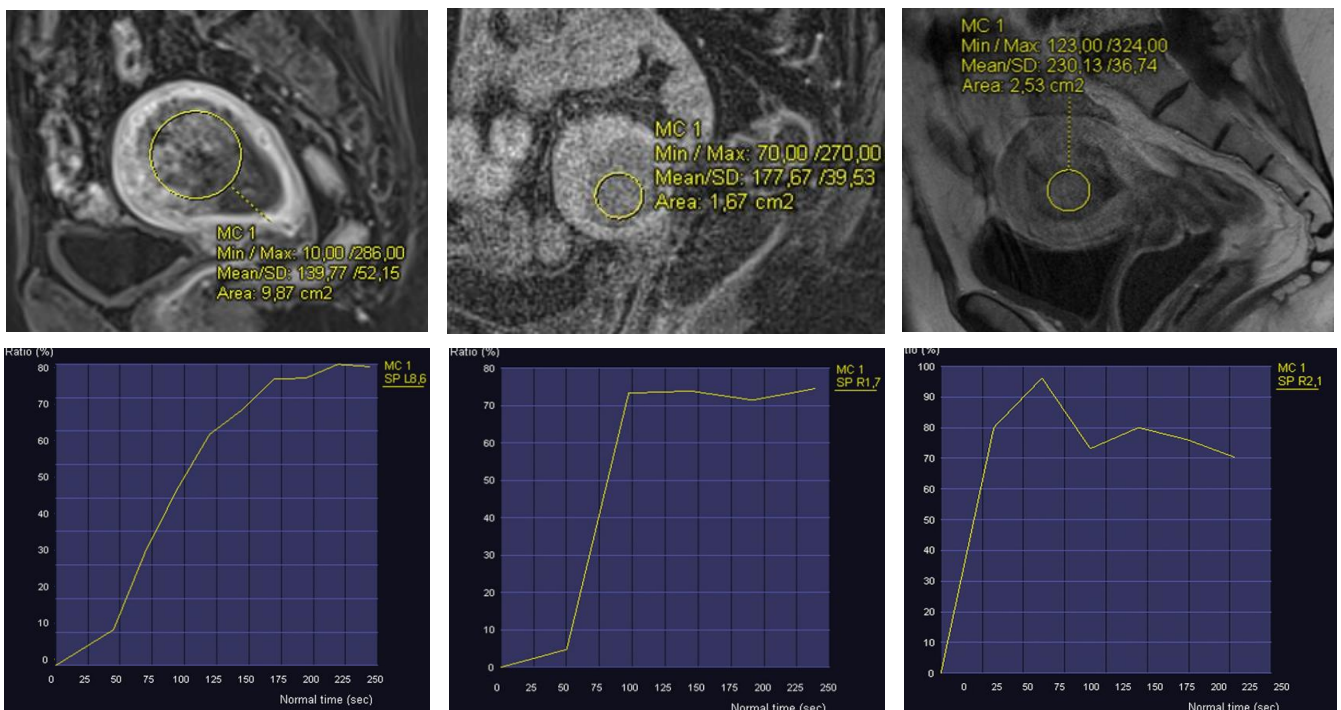 MC 1
Min / Max: 10,00 /286,00
Mean/SD: 139,77 /52,15
Area: 9,87 cm2
MC 1
Min / Max: 70,00 /270,00
Mean/SD: 177,67 /39,53
Area: 1,67 cm2
MC 1
Min / Max: 123,00 /324,00
Mean/SD: 230,13 /36,74
Area: 2,53 cm2
Ratio (%)
MC 1
SP L8,6
80
70
60
50
40
30
20
10
0
0 25 50 75 100 125 150 175 200 225 250
Normal time (sec)
Ratio (%)
MC 1
SP R1,7
80
70
60
50
40
30
20
10
0
0 25 50 75 100 125 150 175 200 225 250
Normal time (sec)
tio (%)
MC 1
SP R2,1
100
90
80
70
60
50
40
30
20
10
0
0 25 50 75 100 125 150 175 200 225 250
Normal time (sec)